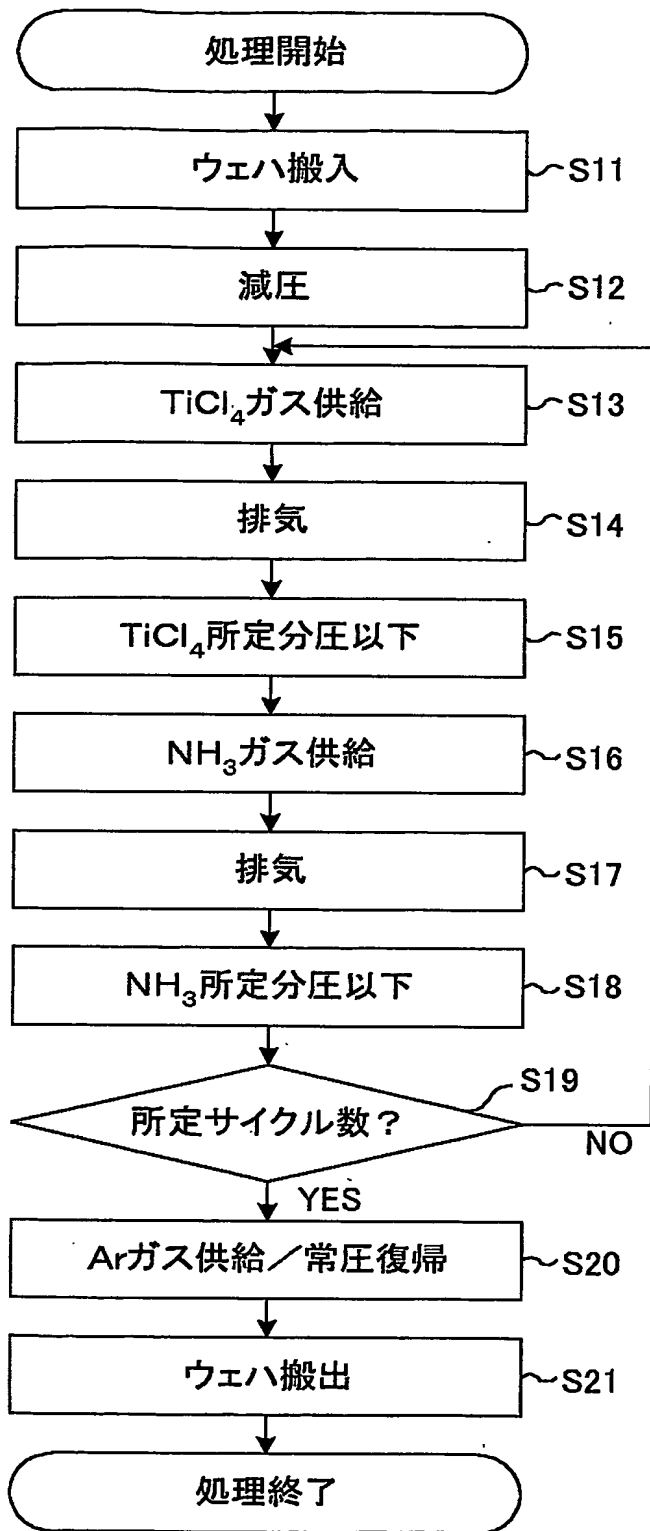 処理開始
ウェハ搬入
S11
減圧
S12
TiCl₄ガス供給
S13
排気
S14
TiCl₄所定分圧以下
S15
NH₃ガス供給
S16
排気
S17
NH₃所定分圧以下
S18
所定サイクル数?
S19
NO
YES
Arガス供給/常圧復帰
S20
ウェハ搬出
S21
処理終了